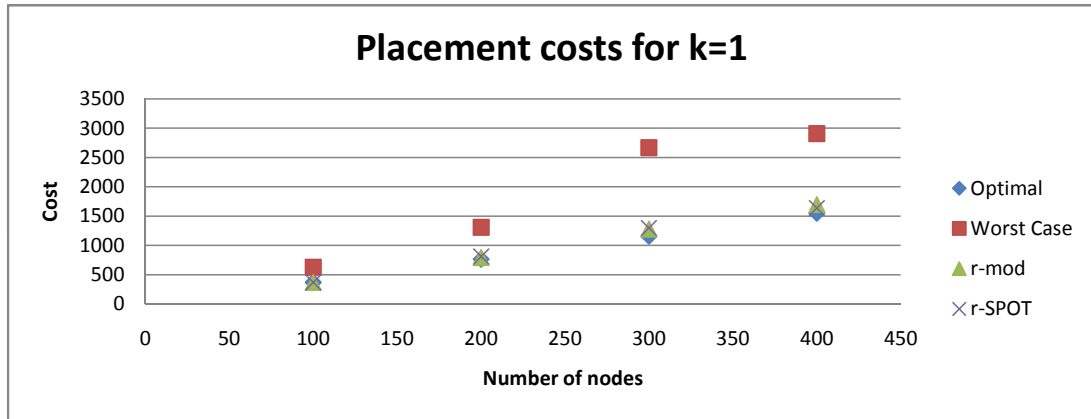 Placement costs for k=1
3500
3000
2500
2000
1500
1000
500
0
Cost
0 50 100 150 200 250 300 350 400 450
Number of nodes
Optimal
Worst Case
r-mod
r-SPOT